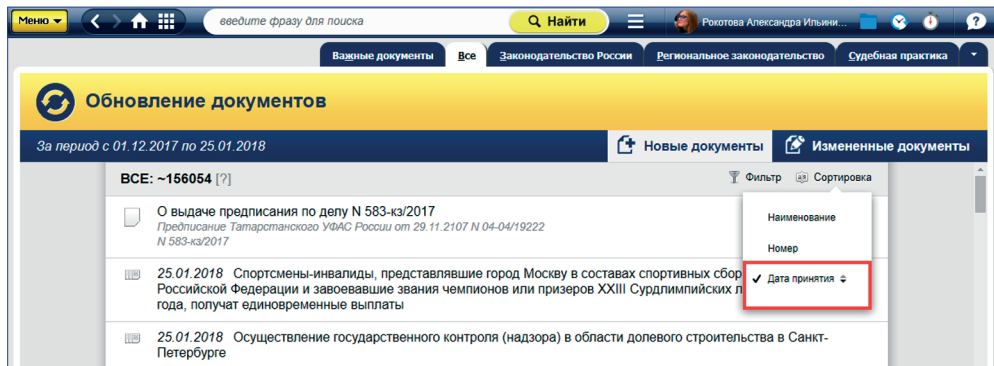 Меню
введите фразу для поиска
Найти
Рокотова Александра Ильини...
?
Важные документы Все Законодательство России Региональное законодательство Судебная практика
Обновление документов
За период с 01.12.2017 по 25.01.2018
Новые документы Измененные документы
ВСЕ: ~156054 [?]
Фильтр Сортировка
О выдаче предписания по делу N 583-кз/2017
Предписание Татарстанского УФАС России от 29.11.2107 N 04-04/19222
N 583-кз/2017
Наименование
Номер
Дата принятия
25.01.2018 Спортсмены-инвалиды, представлявшие город Москву в составах спортивных сбор
Российской Федерации и завоевавшие звания чемпионов или призеров XXIII Сурдлимпийских л
года, получат единовременные выплаты
25.01.2018 Осуществление государственного контроля (надзора) в области долевого строительства в Санкт-
Петербурге